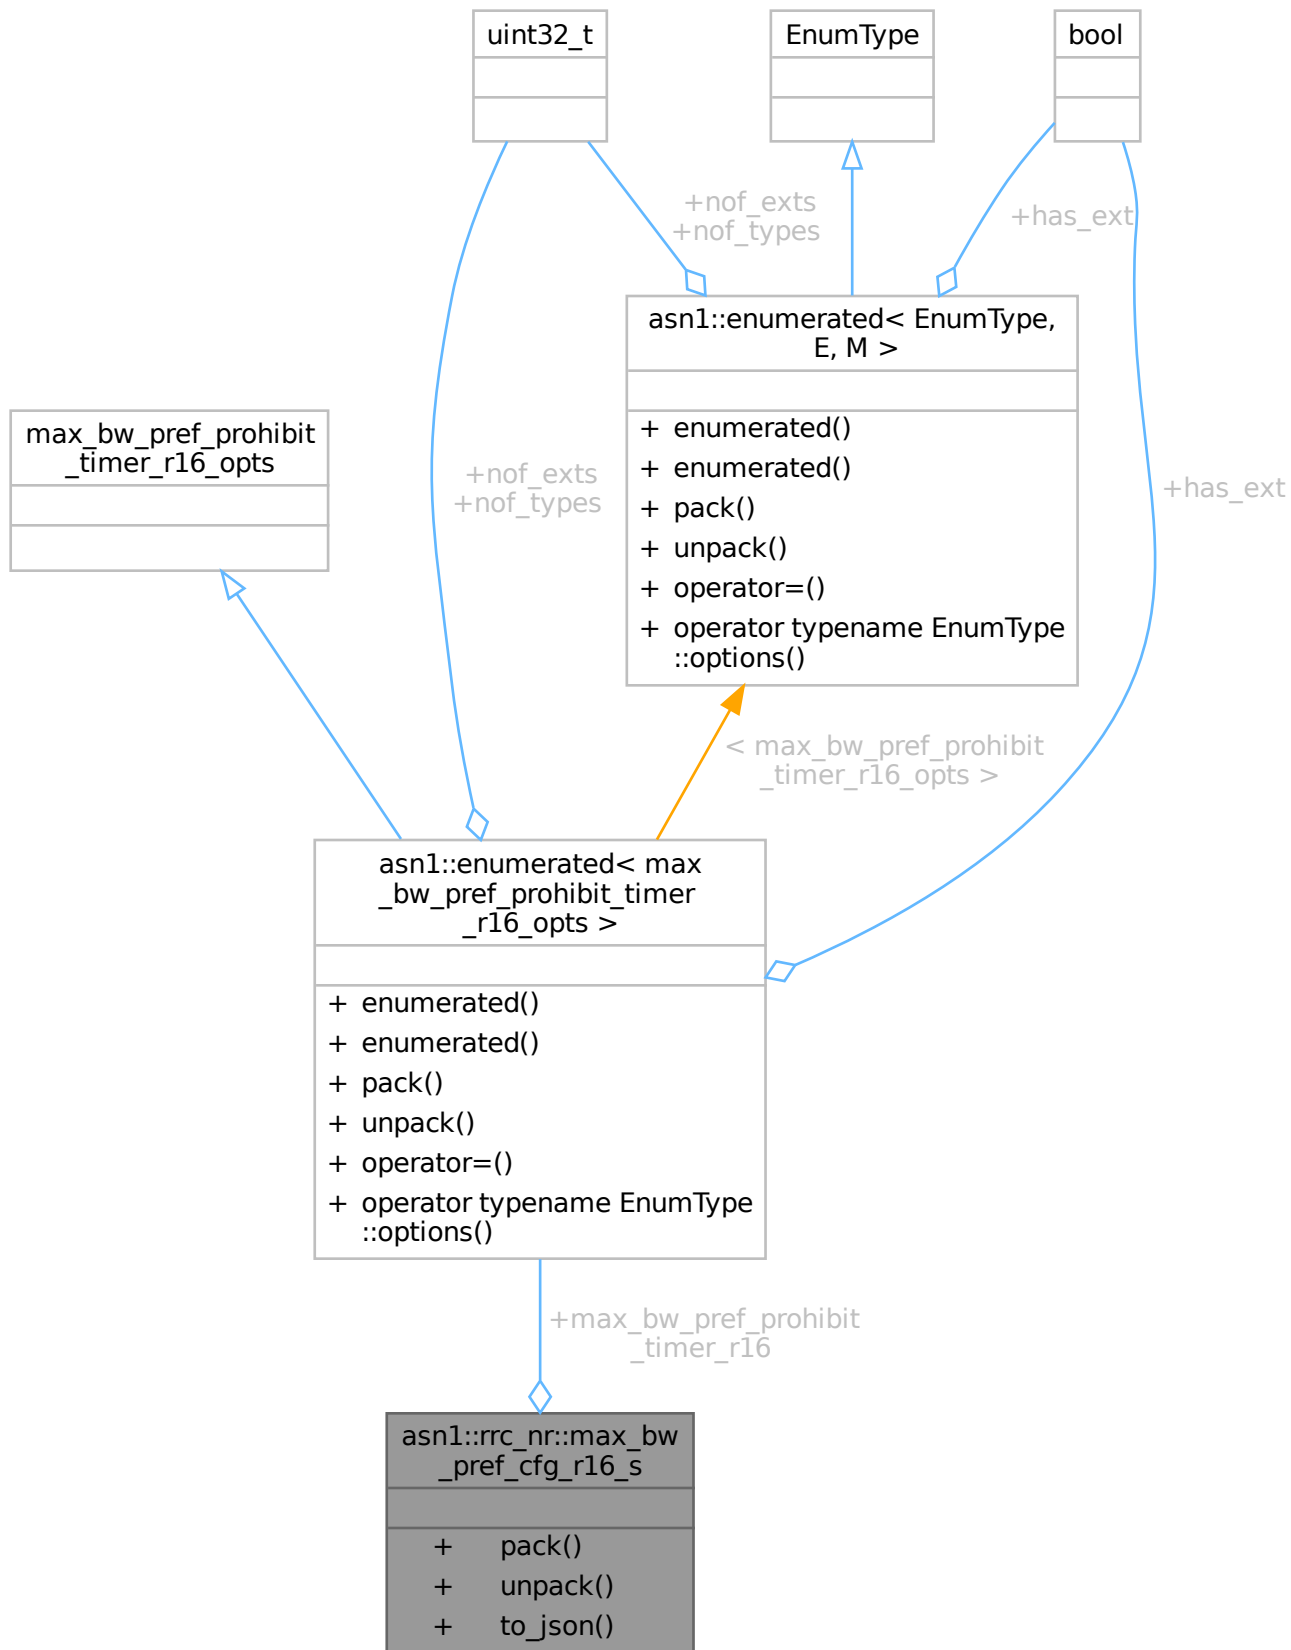 uint32_t
EnumType
bool
+nof_exts
+nof_types
+has_ext
asn1::enumerated< EnumType,
E, M >
+ enumerated()
+ enumerated()
+ pack()
+ unpack()
+ operator=()
+ operator typename EnumType
::options()
max_bw_pref_prohibit
_timer_r16_opts
+nof_exts
+nof_types
+has_ext
< max_bw_pref_prohibit
_timer_r16_opts >
asn1::enumerated< max
_bw_pref_prohibit_timer
_r16_opts >
+ enumerated()
+ enumerated()
+ pack()
+ unpack()
+ operator=()
+ operator typename EnumType
::options()
+max_bw_pref_prohibit
_timer_r16
asn1::rrc_nr::max_bw
_pref_cfg_r16_s
+ pack()
+ unpack()
+ to_json()